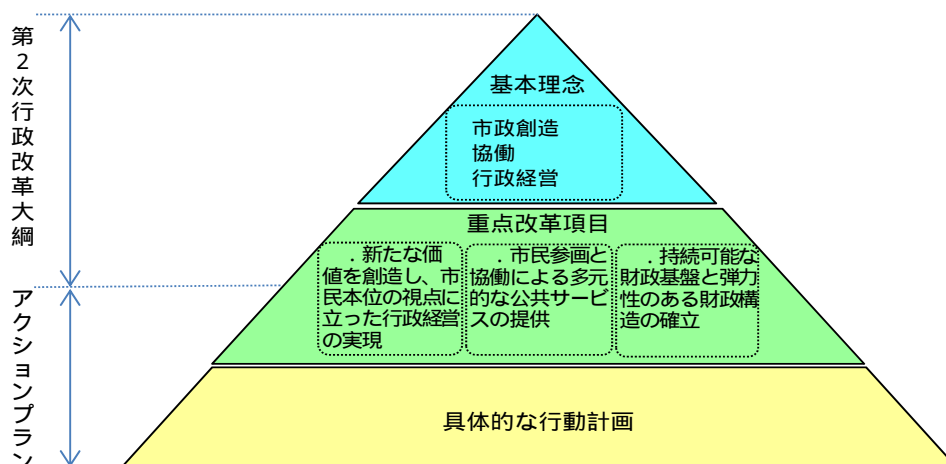 第2次行政改革大綱
アクションプラン
基本理念
市政創造
協働
行政経営
重点改革項目
．新たな価
値を創造し、市
民本位の視点に
立った行政経営
の実現
．市民参画と
協働による多元
的な公共サービ
スの提供
．持続可能な
財政基盤と弾力
性のある財政構
造の確立
具体的な行動計画